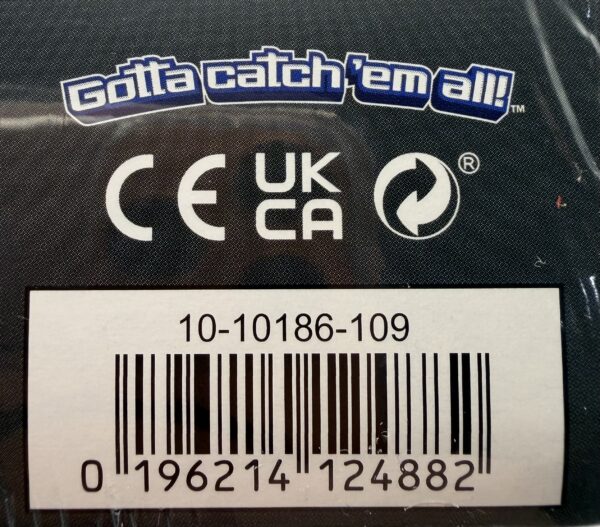 Gotta catch 'em all!™
CE UK CA ®
10-10186-109
0 196214 124882